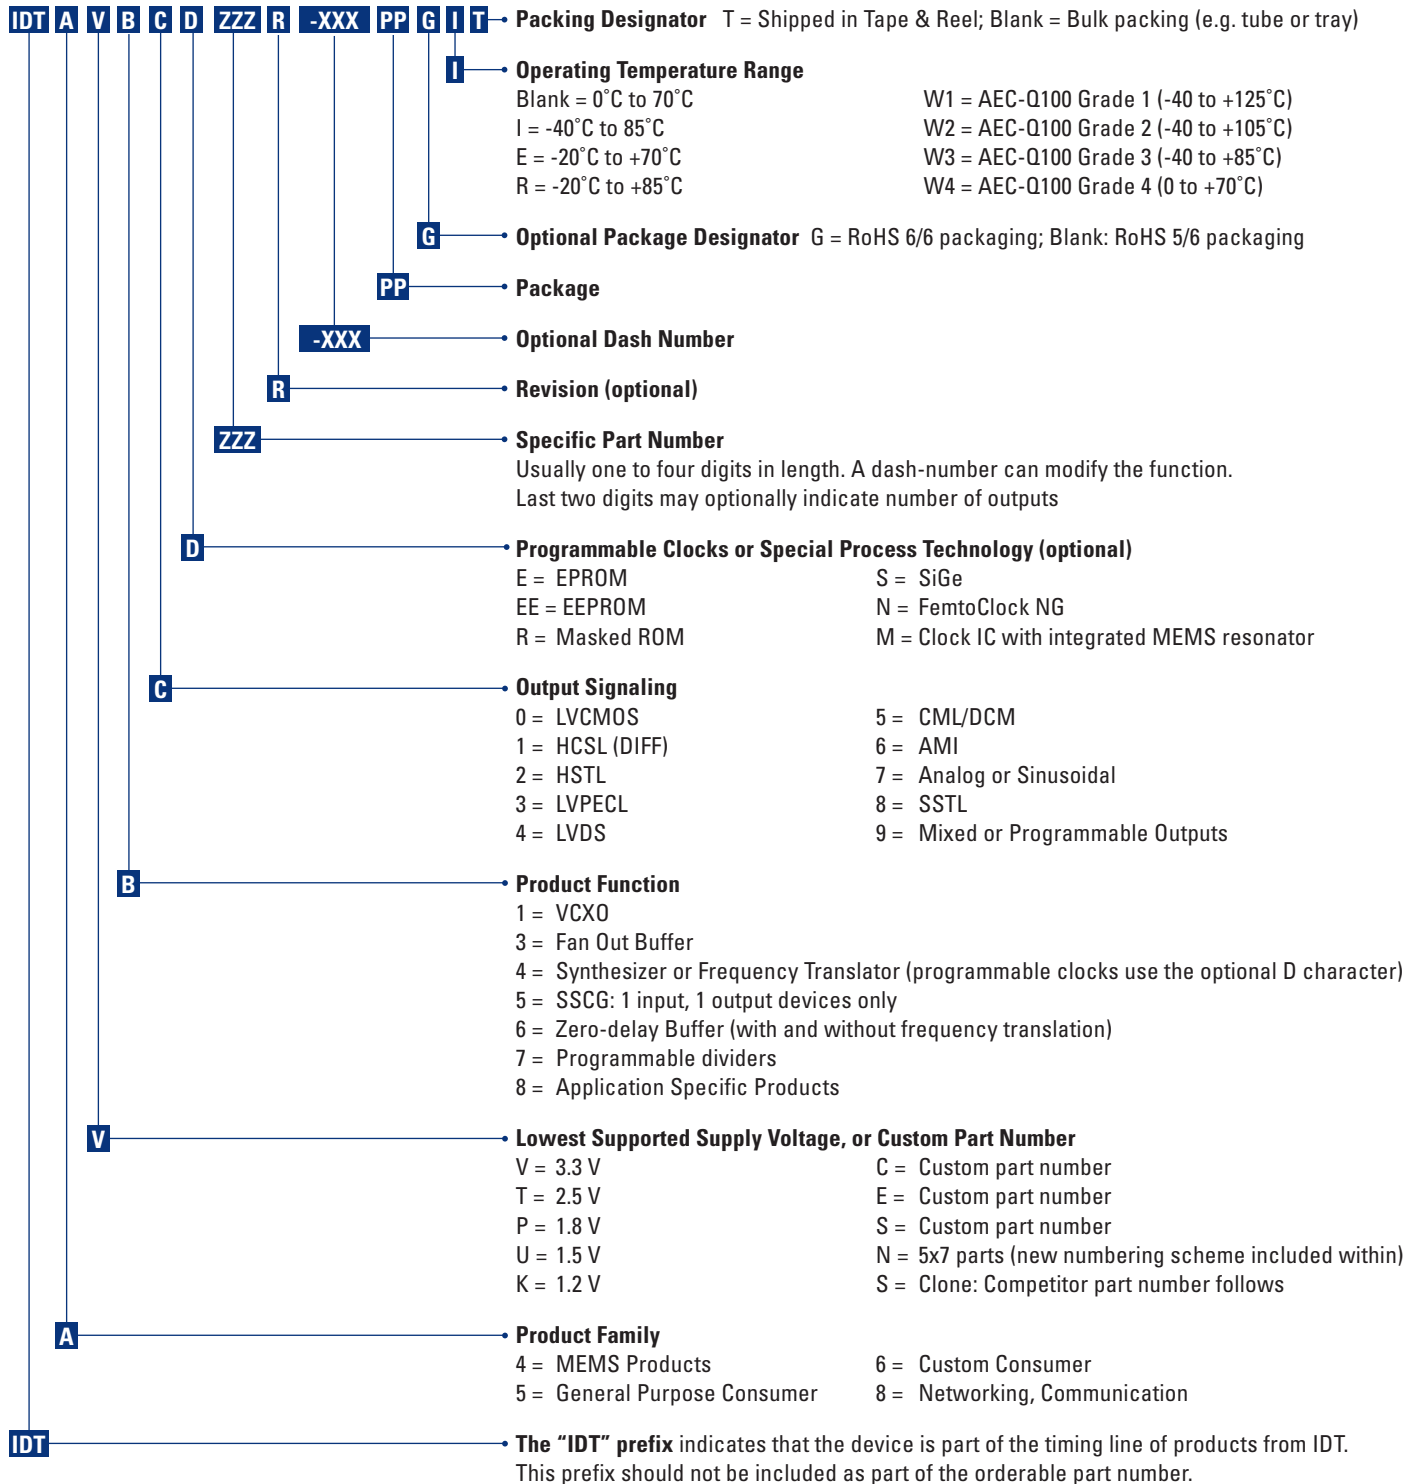 IDT A V B C D ZZZ R -XXX PP G I T • Packing Designator T = Shipped in Tape & Reel; Blank = Bulk packing (e.g. tube or tray)
I • Operating Temperature Range
Blank = 0˚C to 70˚C W1 = AEC-Q100 Grade 1 (-40 to +125˚C)
I = -40˚C to 85˚C W2 = AEC-Q100 Grade 2 (-40 to +105˚C)
E = -20˚C to +70˚C W3 = AEC-Q100 Grade 3 (-40 to +85˚C)
R = -20˚C to +85˚C W4 = AEC-Q100 Grade 4 (0 to +70˚C)
G • Optional Package Designator G = RoHS 6/6 packaging; Blank: RoHS 5/6 packaging
PP • Package
-XXX • Optional Dash Number
R • Revision (optional)
ZZZ • Specific Part Number
Usually one to four digits in length. A dash-number can modify the function.
Last two digits may optionally indicate number of outputs
D • Programmable Clocks or Special Process Technology (optional)
E = EPROM S = SiGe
EE = EEPROM N = FemtoClock NG
R = Masked ROM M = Clock IC with integrated MEMS resonator
C • Output Signaling
0 = LVCMOS 5 = CML/DCM
1 = HCSL (DIFF) 6 = AMI
2 = HSTL 7 = Analog or Sinusoidal
3 = LVPECL 8 = SSTL
4 = LVDS 9 = Mixed or Programmable Outputs
B • Product Function
1 = VCXO
3 = Fan Out Buffer
4 = Synthesizer or Frequency Translator (programmable clocks use the optional D character)
5 = SSCG: 1 input, 1 output devices only
6 = Zero-delay Buffer (with and without frequency translation)
7 = Programmable dividers
8 = Application Specific Products
V • Lowest Supported Supply Voltage, or Custom Part Number
V = 3.3 V C = Custom part number
T = 2.5 V E = Custom part number
P = 1.8 V S = Custom part number
U = 1.5 V N = 5x7 parts (new numbering scheme included within)
K = 1.2 V S = Clone: Competitor part number follows
A • Product Family
4 = MEMS Products 6 = Custom Consumer
5 = General Purpose Consumer 8 = Networking, Communication
IDT • The “IDT” prefix indicates that the device is part of the timing line of products from IDT.
This prefix should not be included as part of the orderable part number.